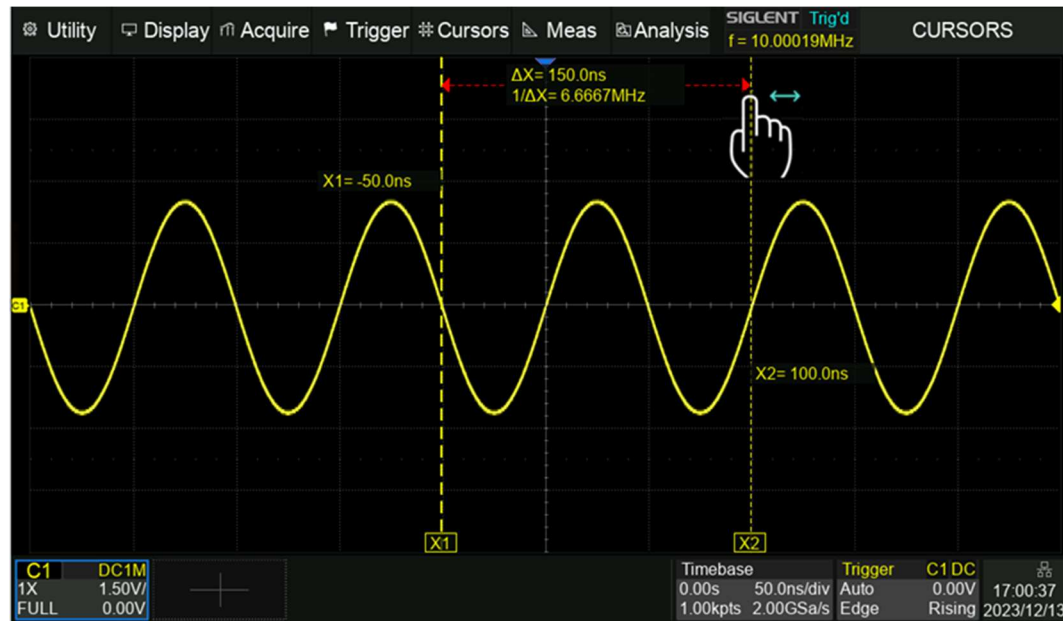 Utility Display Acquire Trigger Cursors Meas Analysis
SIGLENT Trig'd
f = 10.00019MHz
CURSORS
ΔX= 150.0ns
1/ΔX= 6.6667MHz
X1= -50.0ns
C1
X2= 100.0ns
X1 X2
C1 DC1M
1X 1.50V/
FULL 0.00V
Timebase
0.00s 50.0ns/div
1.00kpts 2.00GSa/s
Trigger C1 DC
Auto 0.00V
Edge Rising
17:00:37
2023/12/13